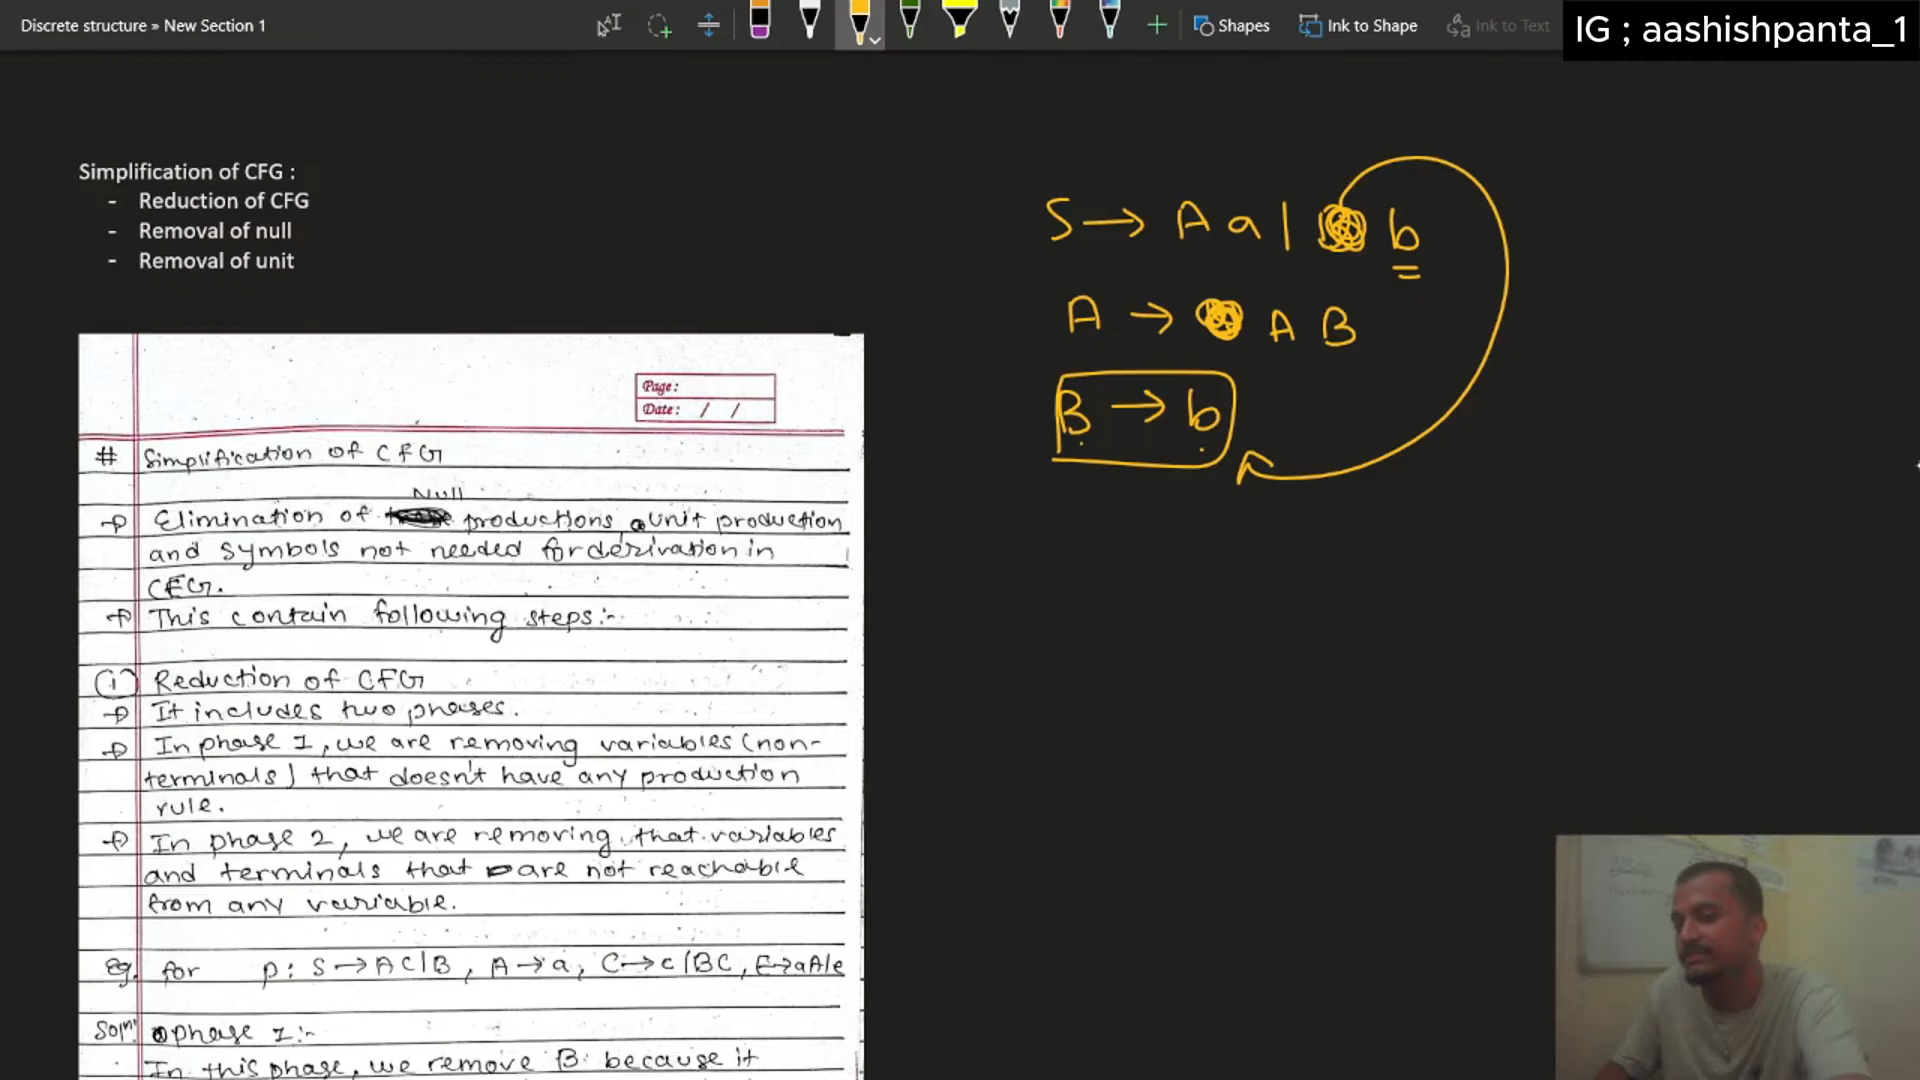 Discrete structure » New Section 1
Shapes
Ink to Shape
Ink to Text
IG ; aashishpanta_1
Simplification of CFG :
- Reduction of CFG
- Removal of null
- Removal of unit
S → A a | b
A → A B
B → b
Page:
Date: / /
# Simplification of CFG
Null
→ Elimination of productions, unit production
and symbols not needed for derivation in
CFG.
→ This contain following steps:-
(i) Reduction of CFG
→ It includes two phases.
→ In phase 1, we are removing variables (non-
terminals) that doesn't have any production
rule.
→ In phase 2, we are removing that variables
and terminals that are not reachable
from any variable.
Eg. for P: S→AC|B, A→a, C→c|BC, E→aA|e
Solⁿ: phase 1:-
In this phase, we remove B because it